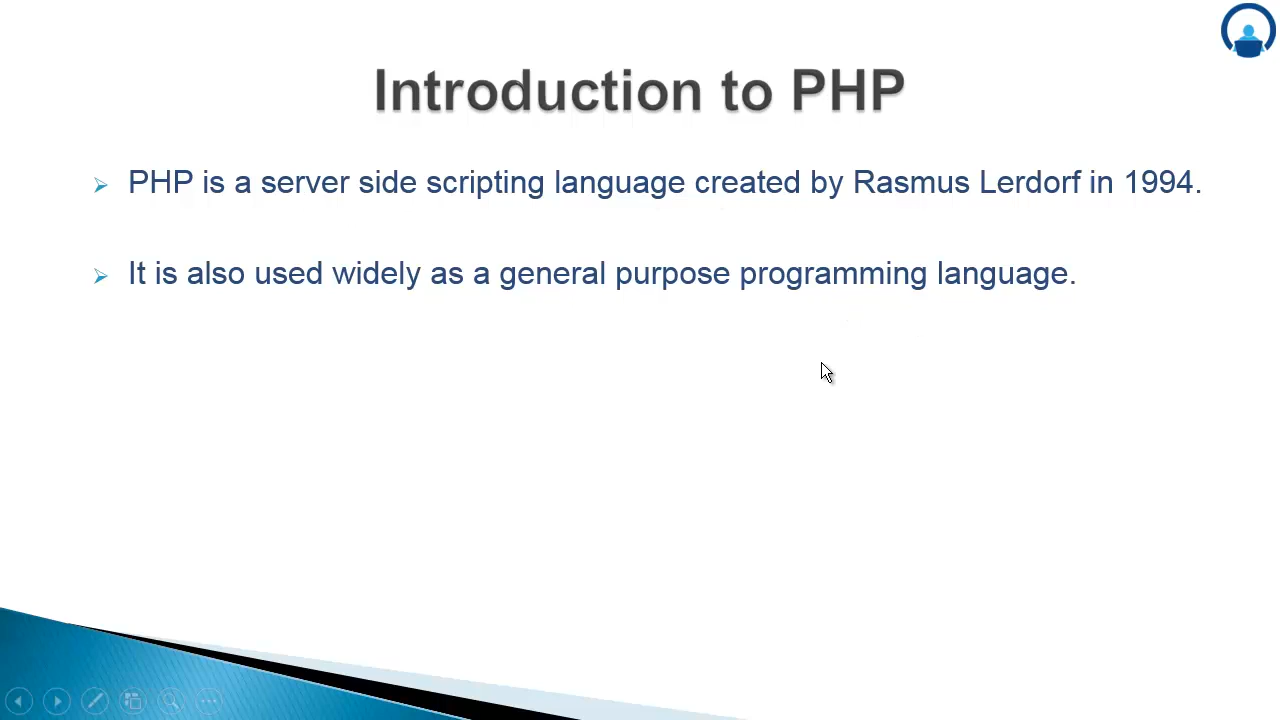 Introduction to PHP
PHP is a server side scripting language created by Rasmus Lerdorf in 1994.
It is also used widely as a general purpose programming language.